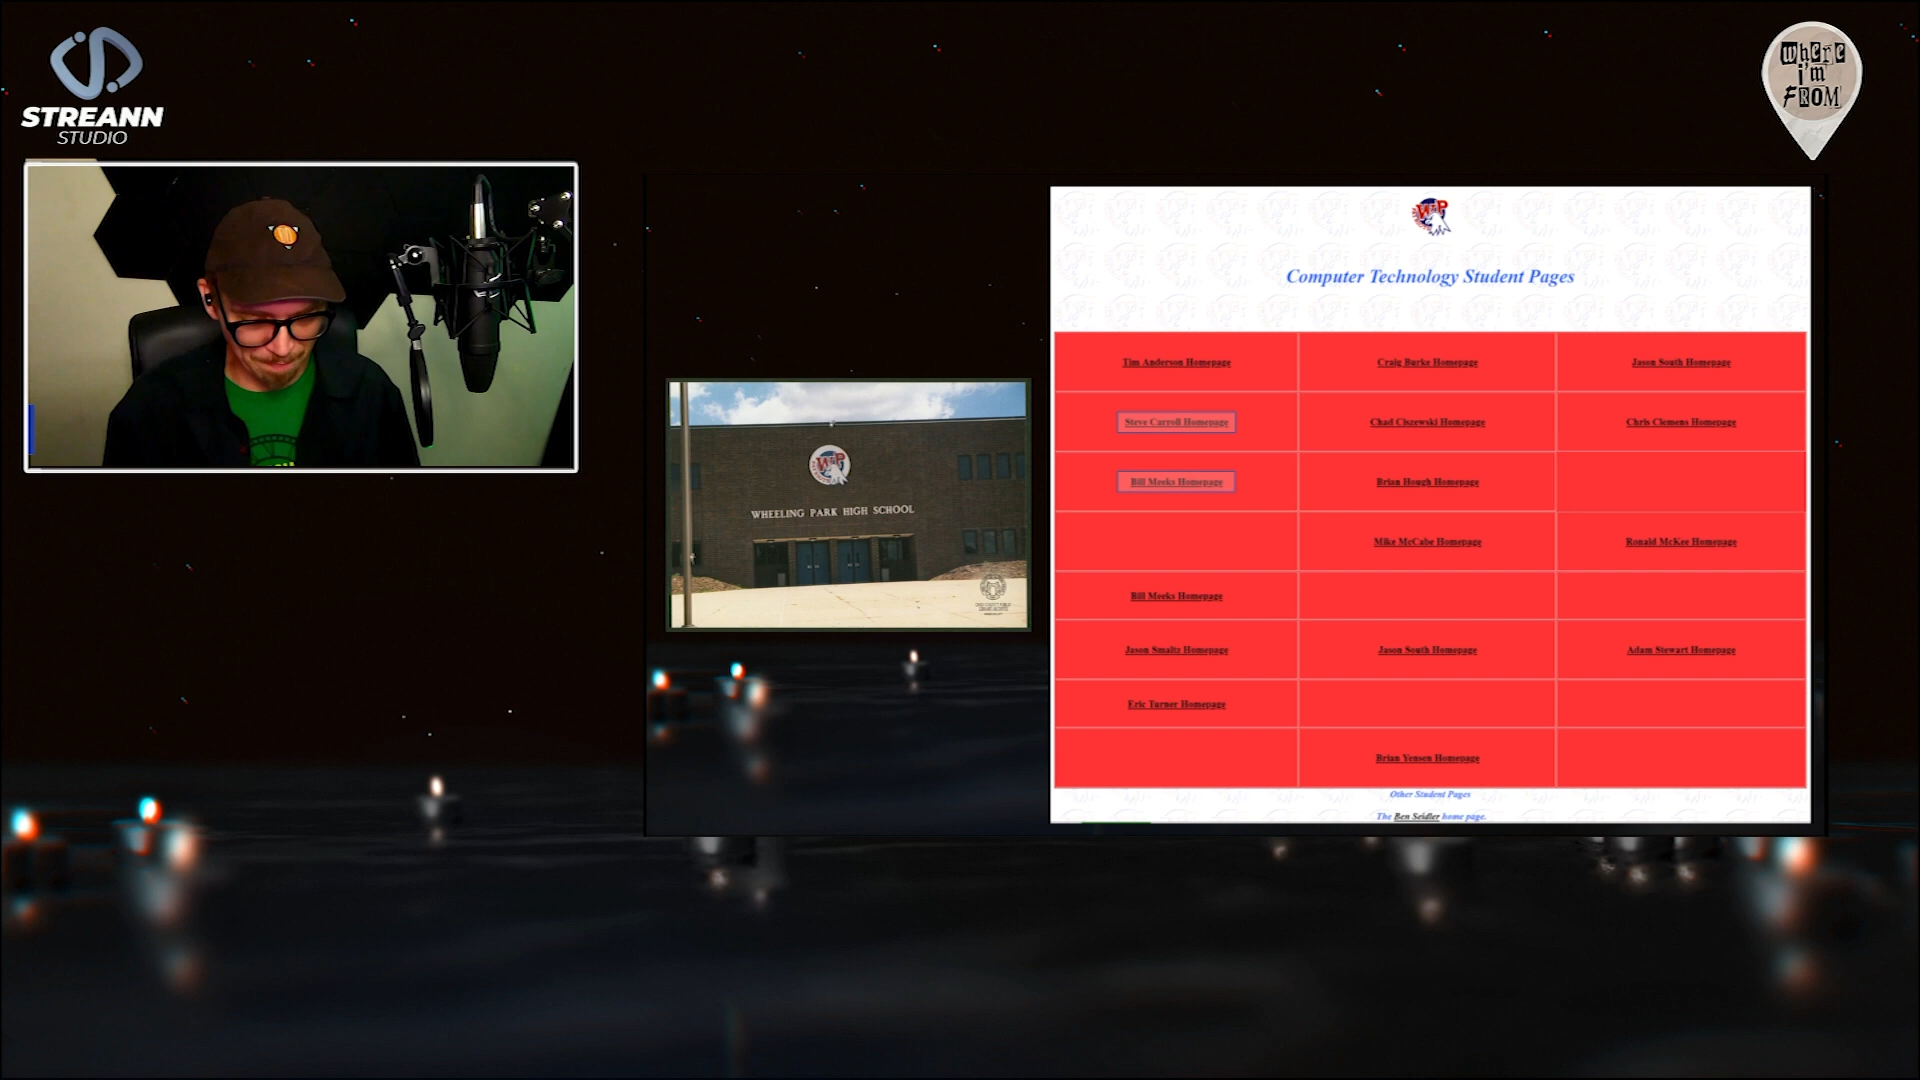 STREANN
STUDIO
where
i'm
FROM
WP
WHEELING PARK HIGH SCHOOL
WP
Computer Technology Student Pages
Tim Anderson Homepage
Craig Burke Homepage
Jason South Homepage
Steve Carroll Homepage
Chad Ciszewski Homepage
Chris Clemens Homepage
Bill Meeks Homepage
Brian Hough Homepage
Mike McCabe Homepage
Ronald McKee Homepage
Bill Meeks Homepage
Jason Smaltz Homepage
Jason South Homepage
Adam Stewart Homepage
Eric Turner Homepage
Brian Yensen Homepage
Other Student Pages
The Ben Seidler home page.